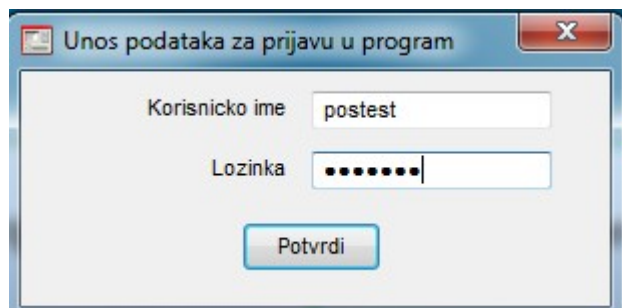 Unos podataka za prijavu u program
Korisnicko ime postest
Lozinka •••••••
Potvrdi